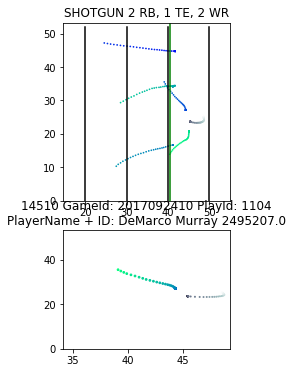 SHOTGUN 2 RB, 1 TE, 2 WR
50
40
30
20
10
0
20 30 40 50
14510 GameId: 2017092410 PlayId: 1104
PlayerName + ID: DeMarco Murray 2495207.0
40
20
0
35 40 45